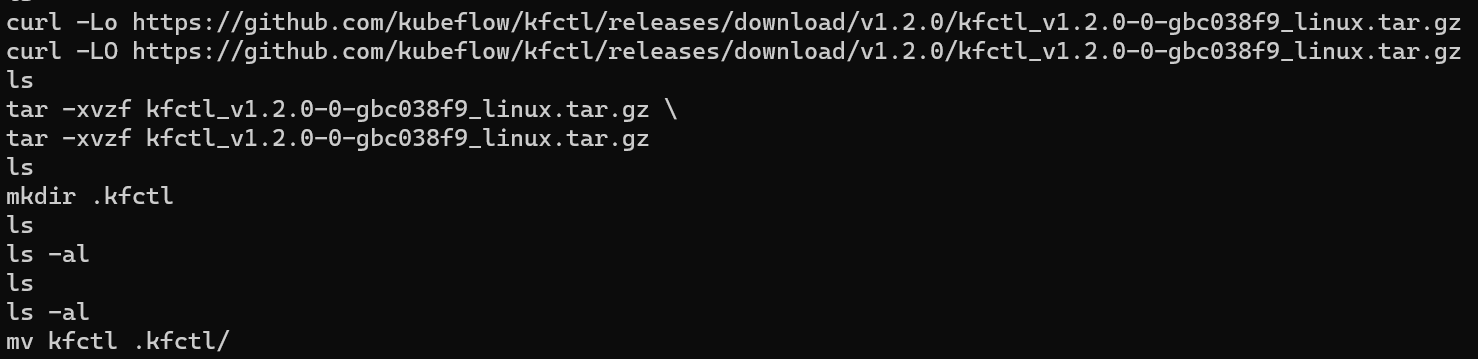 curl -Lo https://github.com/kubeflow/kfctl/releases/download/v1.2.0/kfctl_v1.2.0-0-gbc038f9_linux.tar.gz
curl -LO https://github.com/kubeflow/kfctl/releases/download/v1.2.0/kfctl_v1.2.0-0-gbc038f9_linux.tar.gz
ls
tar -xvzf kfctl_v1.2.0-0-gbc038f9_linux.tar.gz \
tar -xvzf kfctl_v1.2.0-0-gbc038f9_linux.tar.gz
ls
mkdir .kfctl
ls
ls -al
ls
ls -al
mv kfctl .kfctl/